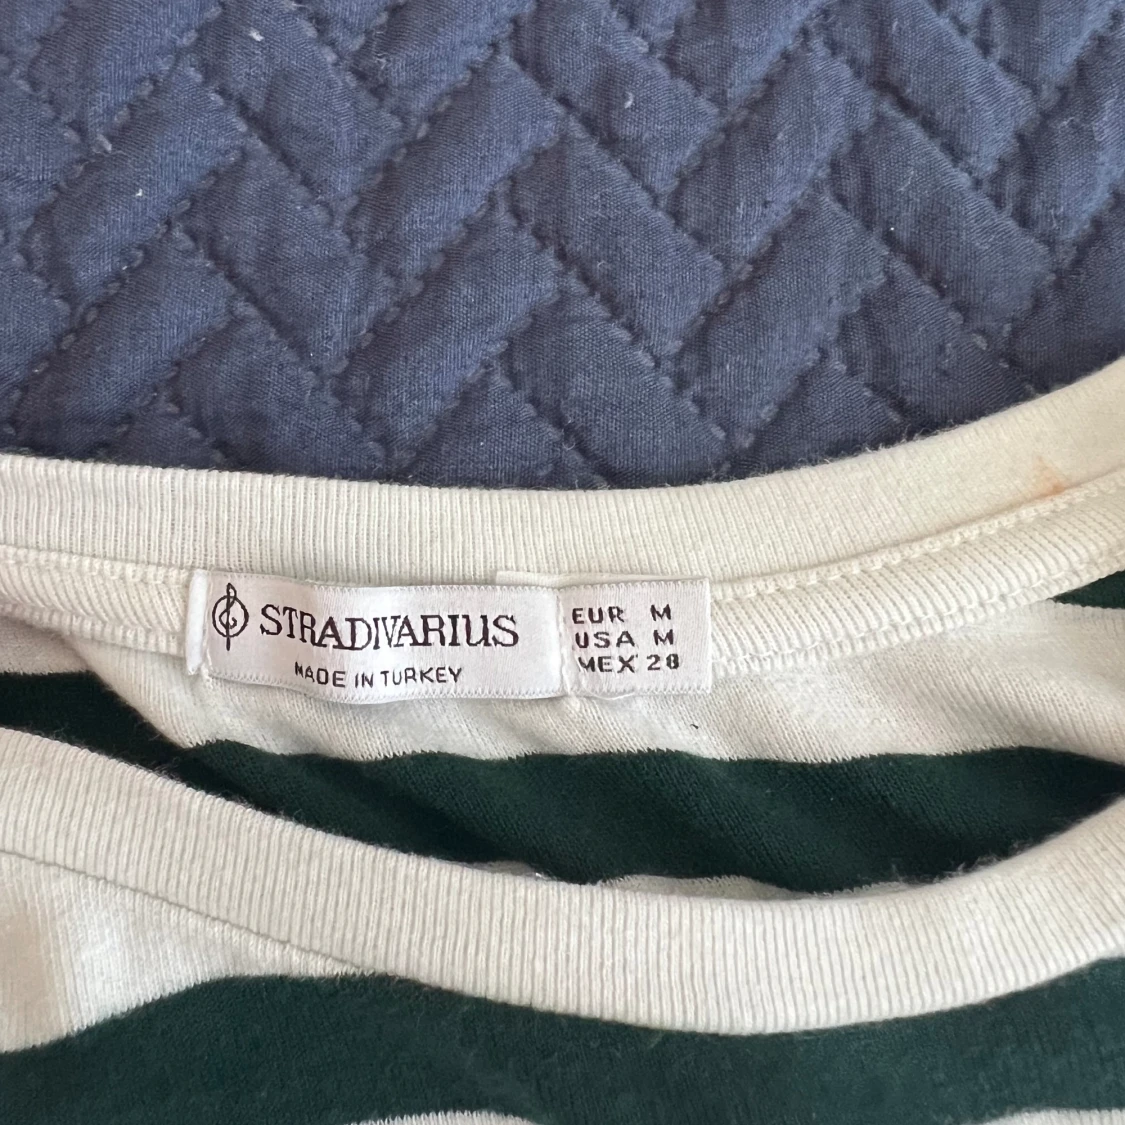 STRADIVARIUS
MADE IN TURKEY
EUR M
USA M
MEX 28